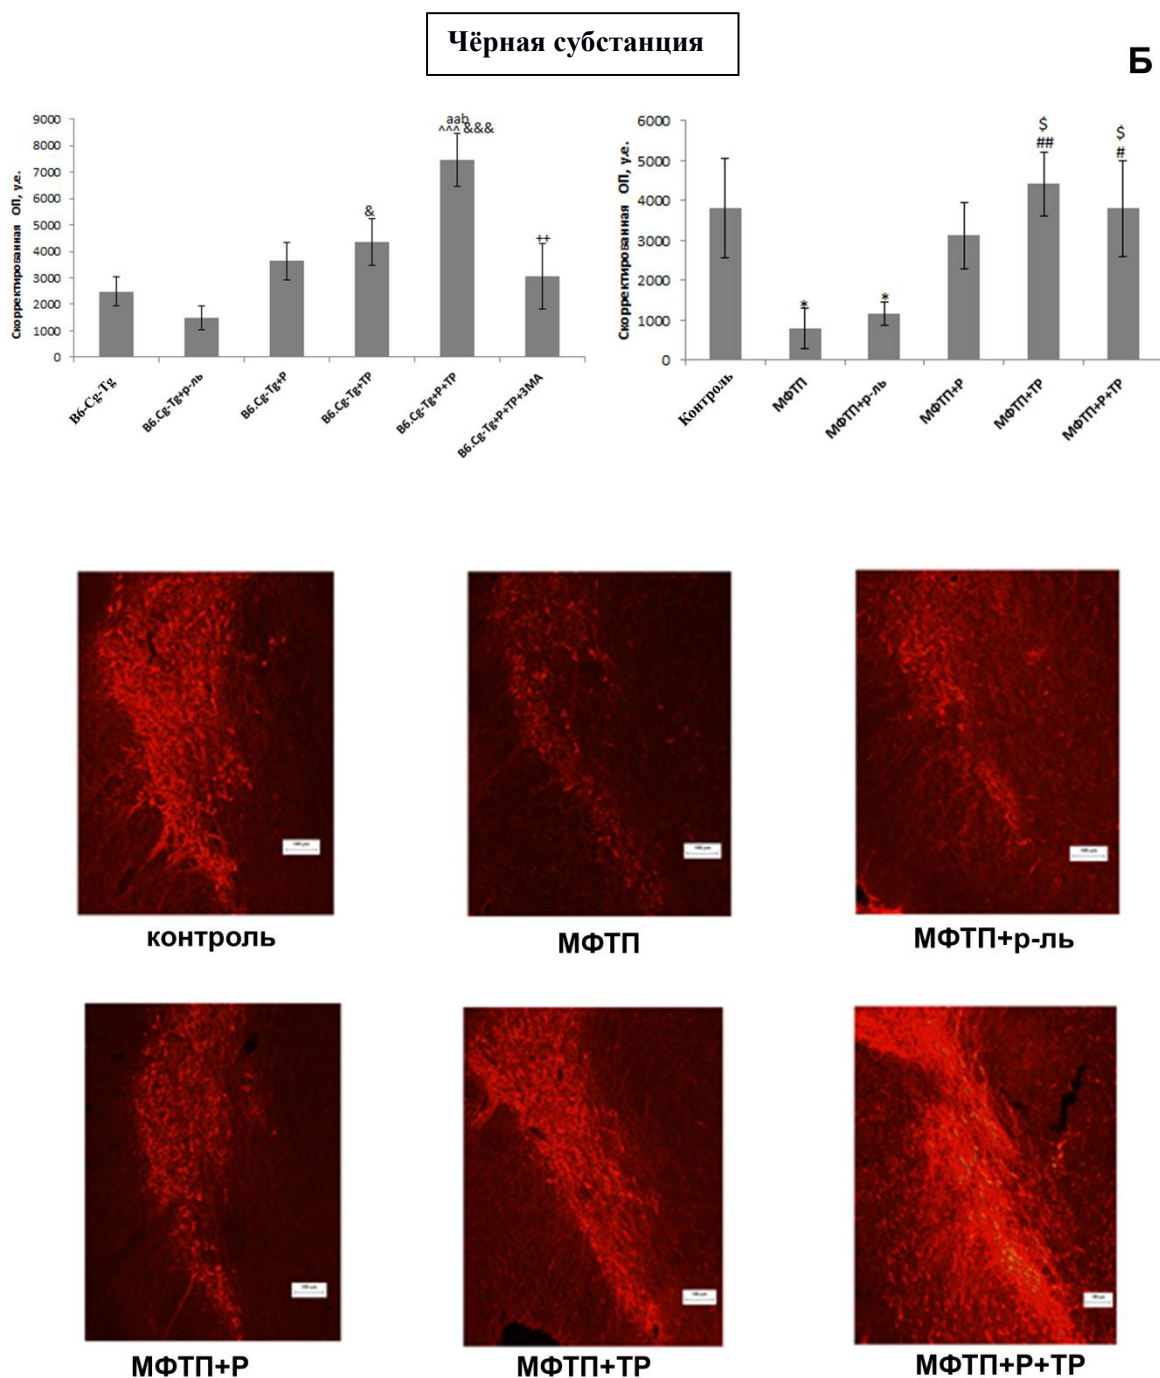 Чёрная субстанция
Б
Скорректированная ОП, у.е.
9000
8000
7000
6000
5000
4000
3000
2000
1000
0
&
aab
^^^ &&&
++
B6-Cg-Tg
B6.Cg-Tg+р-ль
B6.Cg-Tg+Р
B6.Cg-Tg+ТР
B6.Cg-Tg+Р+ТР
B6.Cg-Tg+Р+ТР+3МА
Скорректированная ОП, у.е.
6000
5000
4000
3000
2000
1000
0
*
*
$
##
$
#
Контроль
МФТП
МФТП+р-ль
МФТП+Р
МФТП+ТР
МФТП+Р+ТР
контроль
МФТП
МФТП+р-ль
МФТП+Р
МФТП+ТР
МФТП+Р+ТР